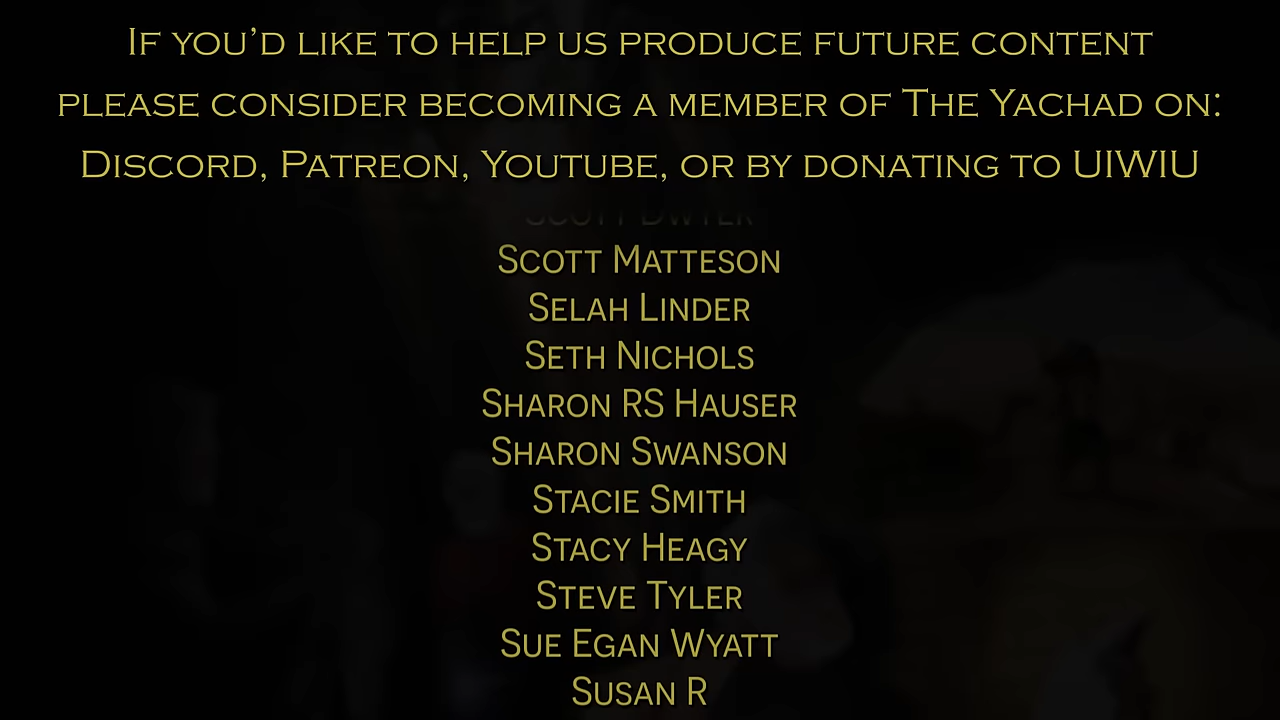 If you'd like to help us produce future content
please consider becoming a member of The Yachad on:
Discord, Patreon, Youtube, or by donating to UIWIU
Scott Dwyer
Scott Matteson
Selah Linder
Seth Nichols
Sharon RS Hauser
Sharon Swanson
Stacie Smith
Stacy Heagy
Steve Tyler
Sue Egan Wyatt
Susan R